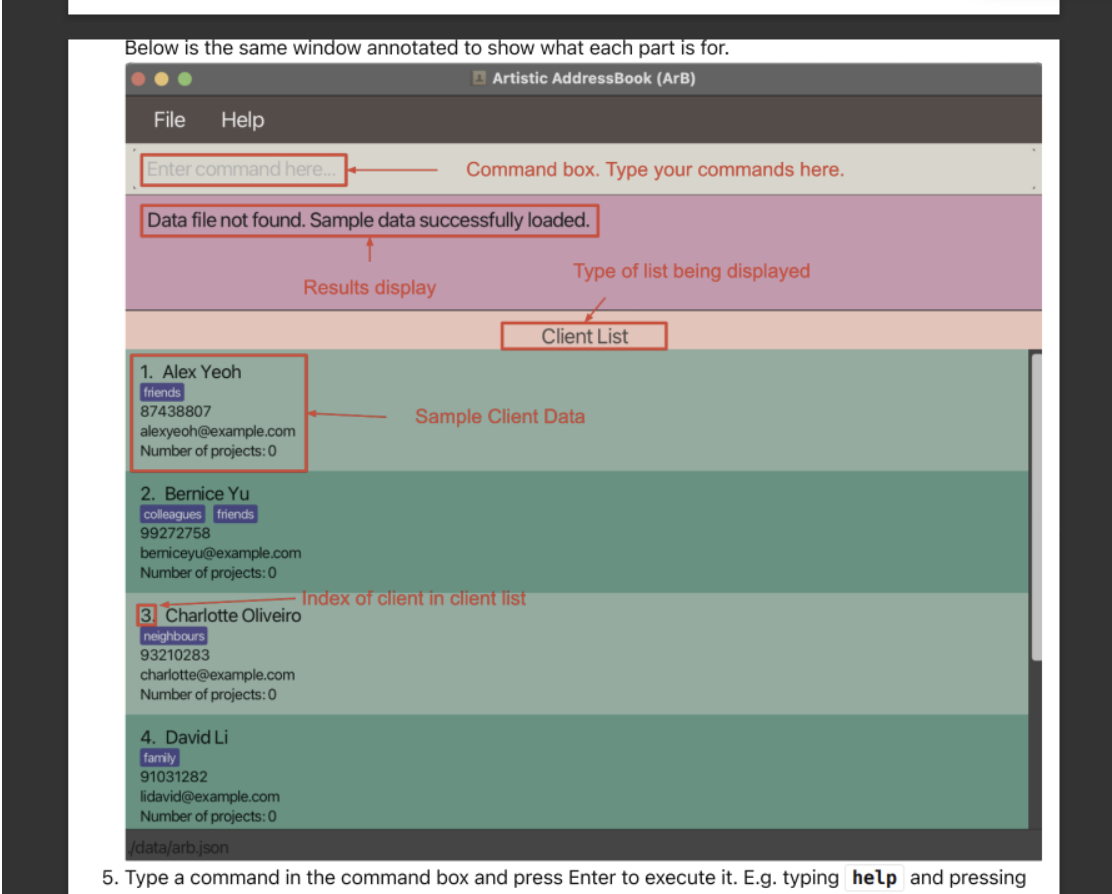 Below is the same window annotated to show what each part is for.
Artistic AddressBook (ArB)
File Help
Enter command here...
Command box. Type your commands here.
Data file not found. Sample data successfully loaded.
Results display
Type of list being displayed
Client List
1. Alex Yeoh
friends
87438807
alexyeoh@example.com
Number of projects: 0
Sample Client Data
2. Bernice Yu
colleagues friends
99272758
berniceyu@example.com
Number of projects: 0
Index of client in client list
3. Charlotte Oliveiro
neighbours
93210283
charlotte@example.com
Number of projects: 0
4. David Li
family
91031282
lidavid@example.com
Number of projects: 0
./data/arb.json
5. Type a command in the command box and press Enter to execute it. E.g. typing help and pressing